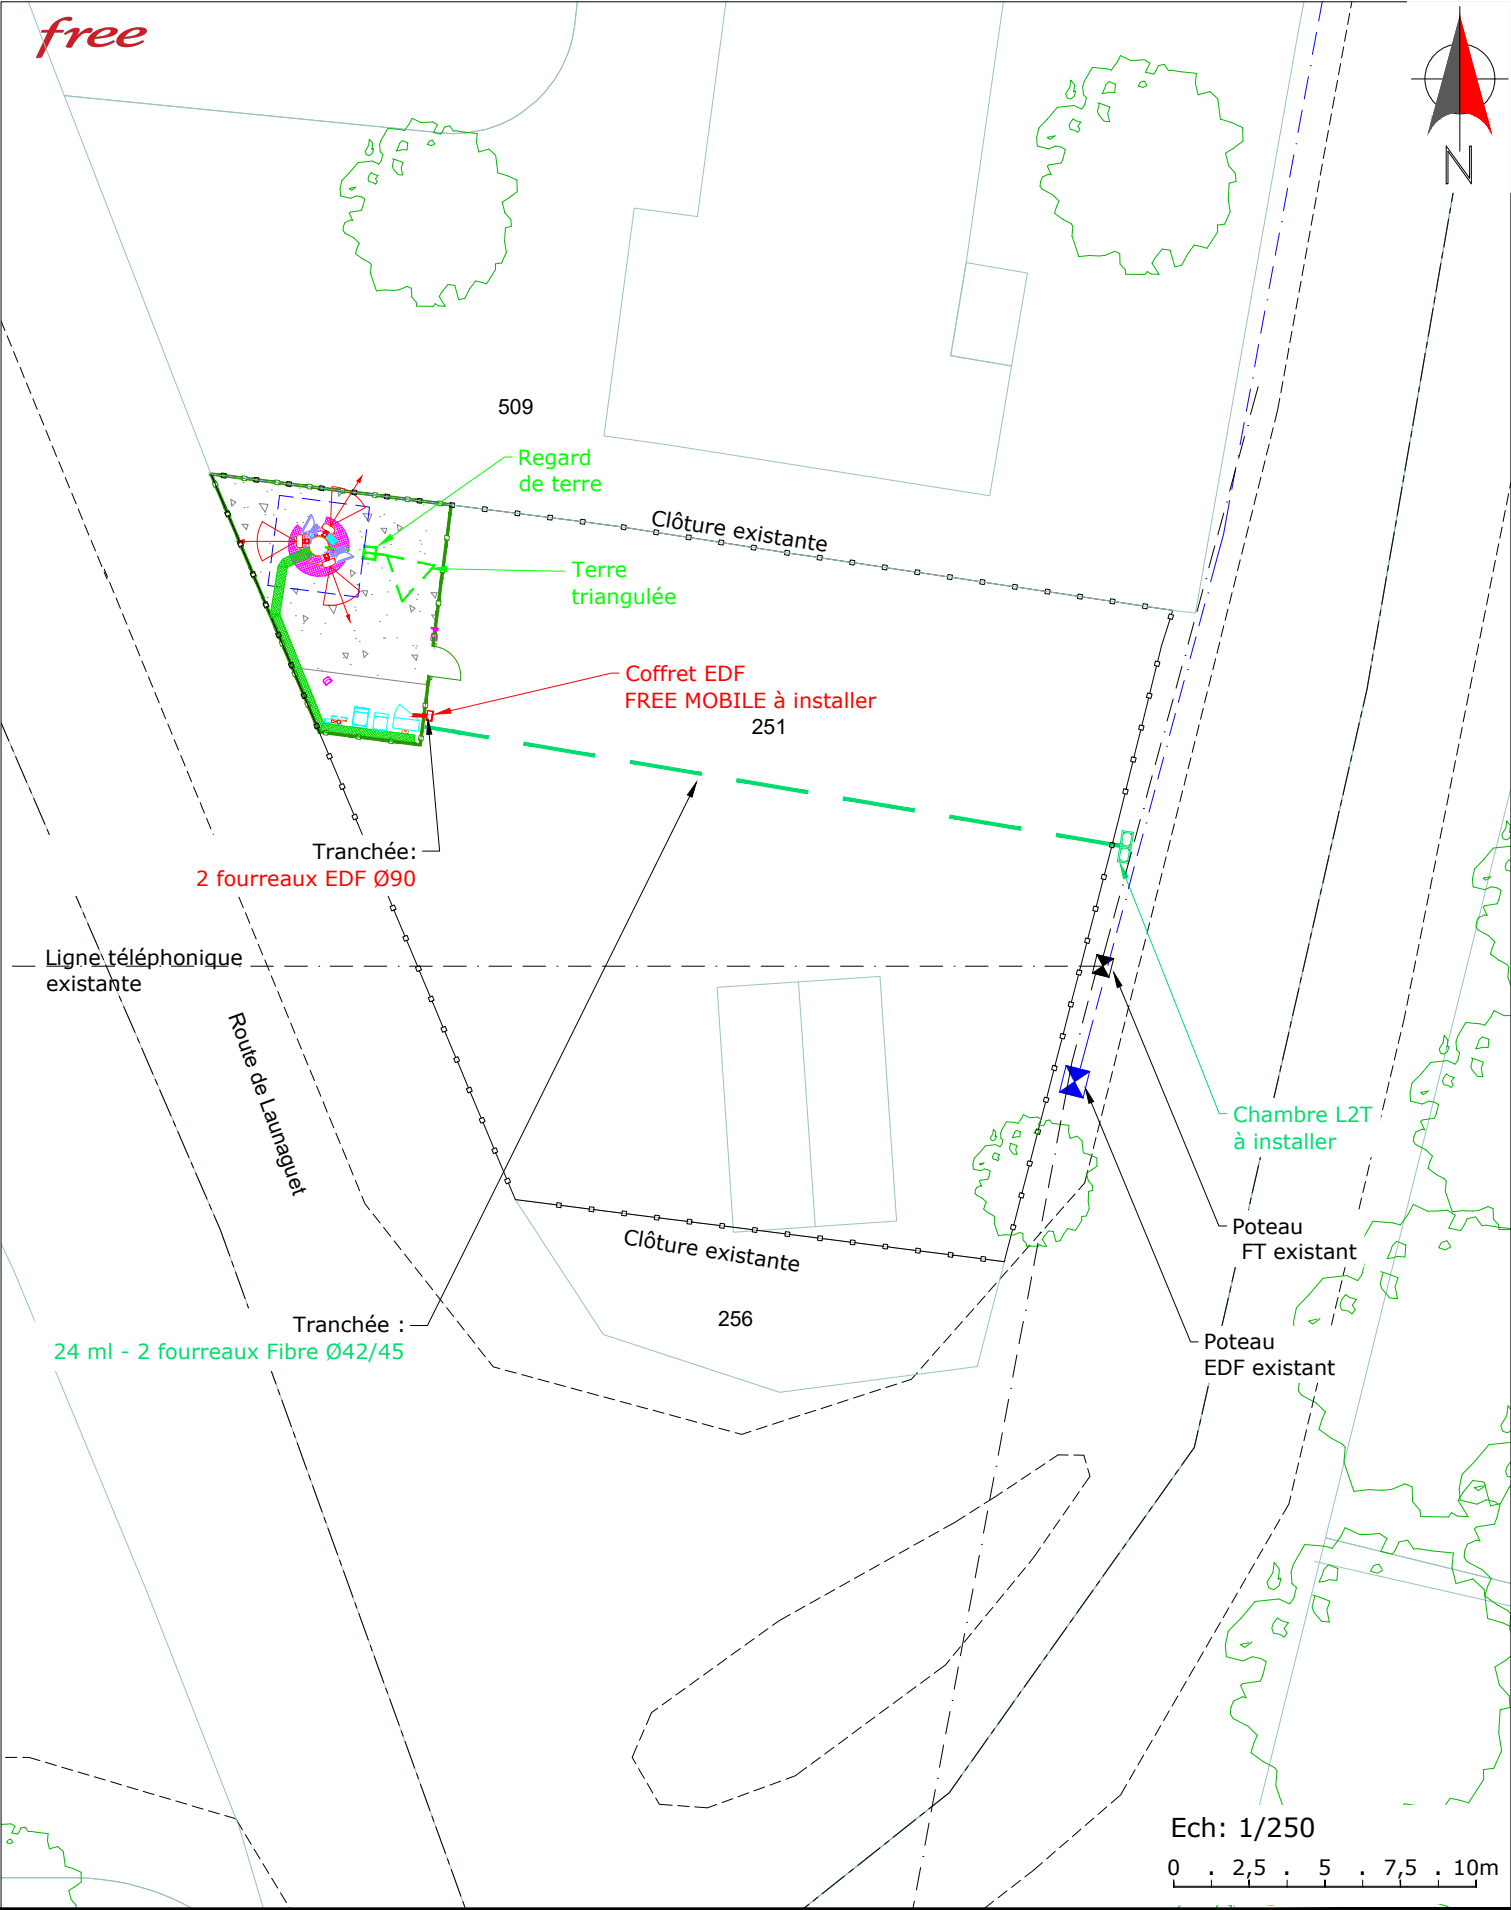 free
N
509
Regard
de terre
Clôture existante
Terre
triangulée
Coffret EDF
FREE MOBILE à installer
251
Tranchée:
2 fourreaux EDF Ø90
Ligne téléphonique
existante
Route de Launaguet
Chambre L2T
à installer
Poteau
FT existant
Clôture existante
256
Tranchée :
24 ml - 2 fourreaux Fibre Ø42/45
Poteau
EDF existant
Ech: 1/250
0 . 2,5 . 5 . 7,5 . 10m